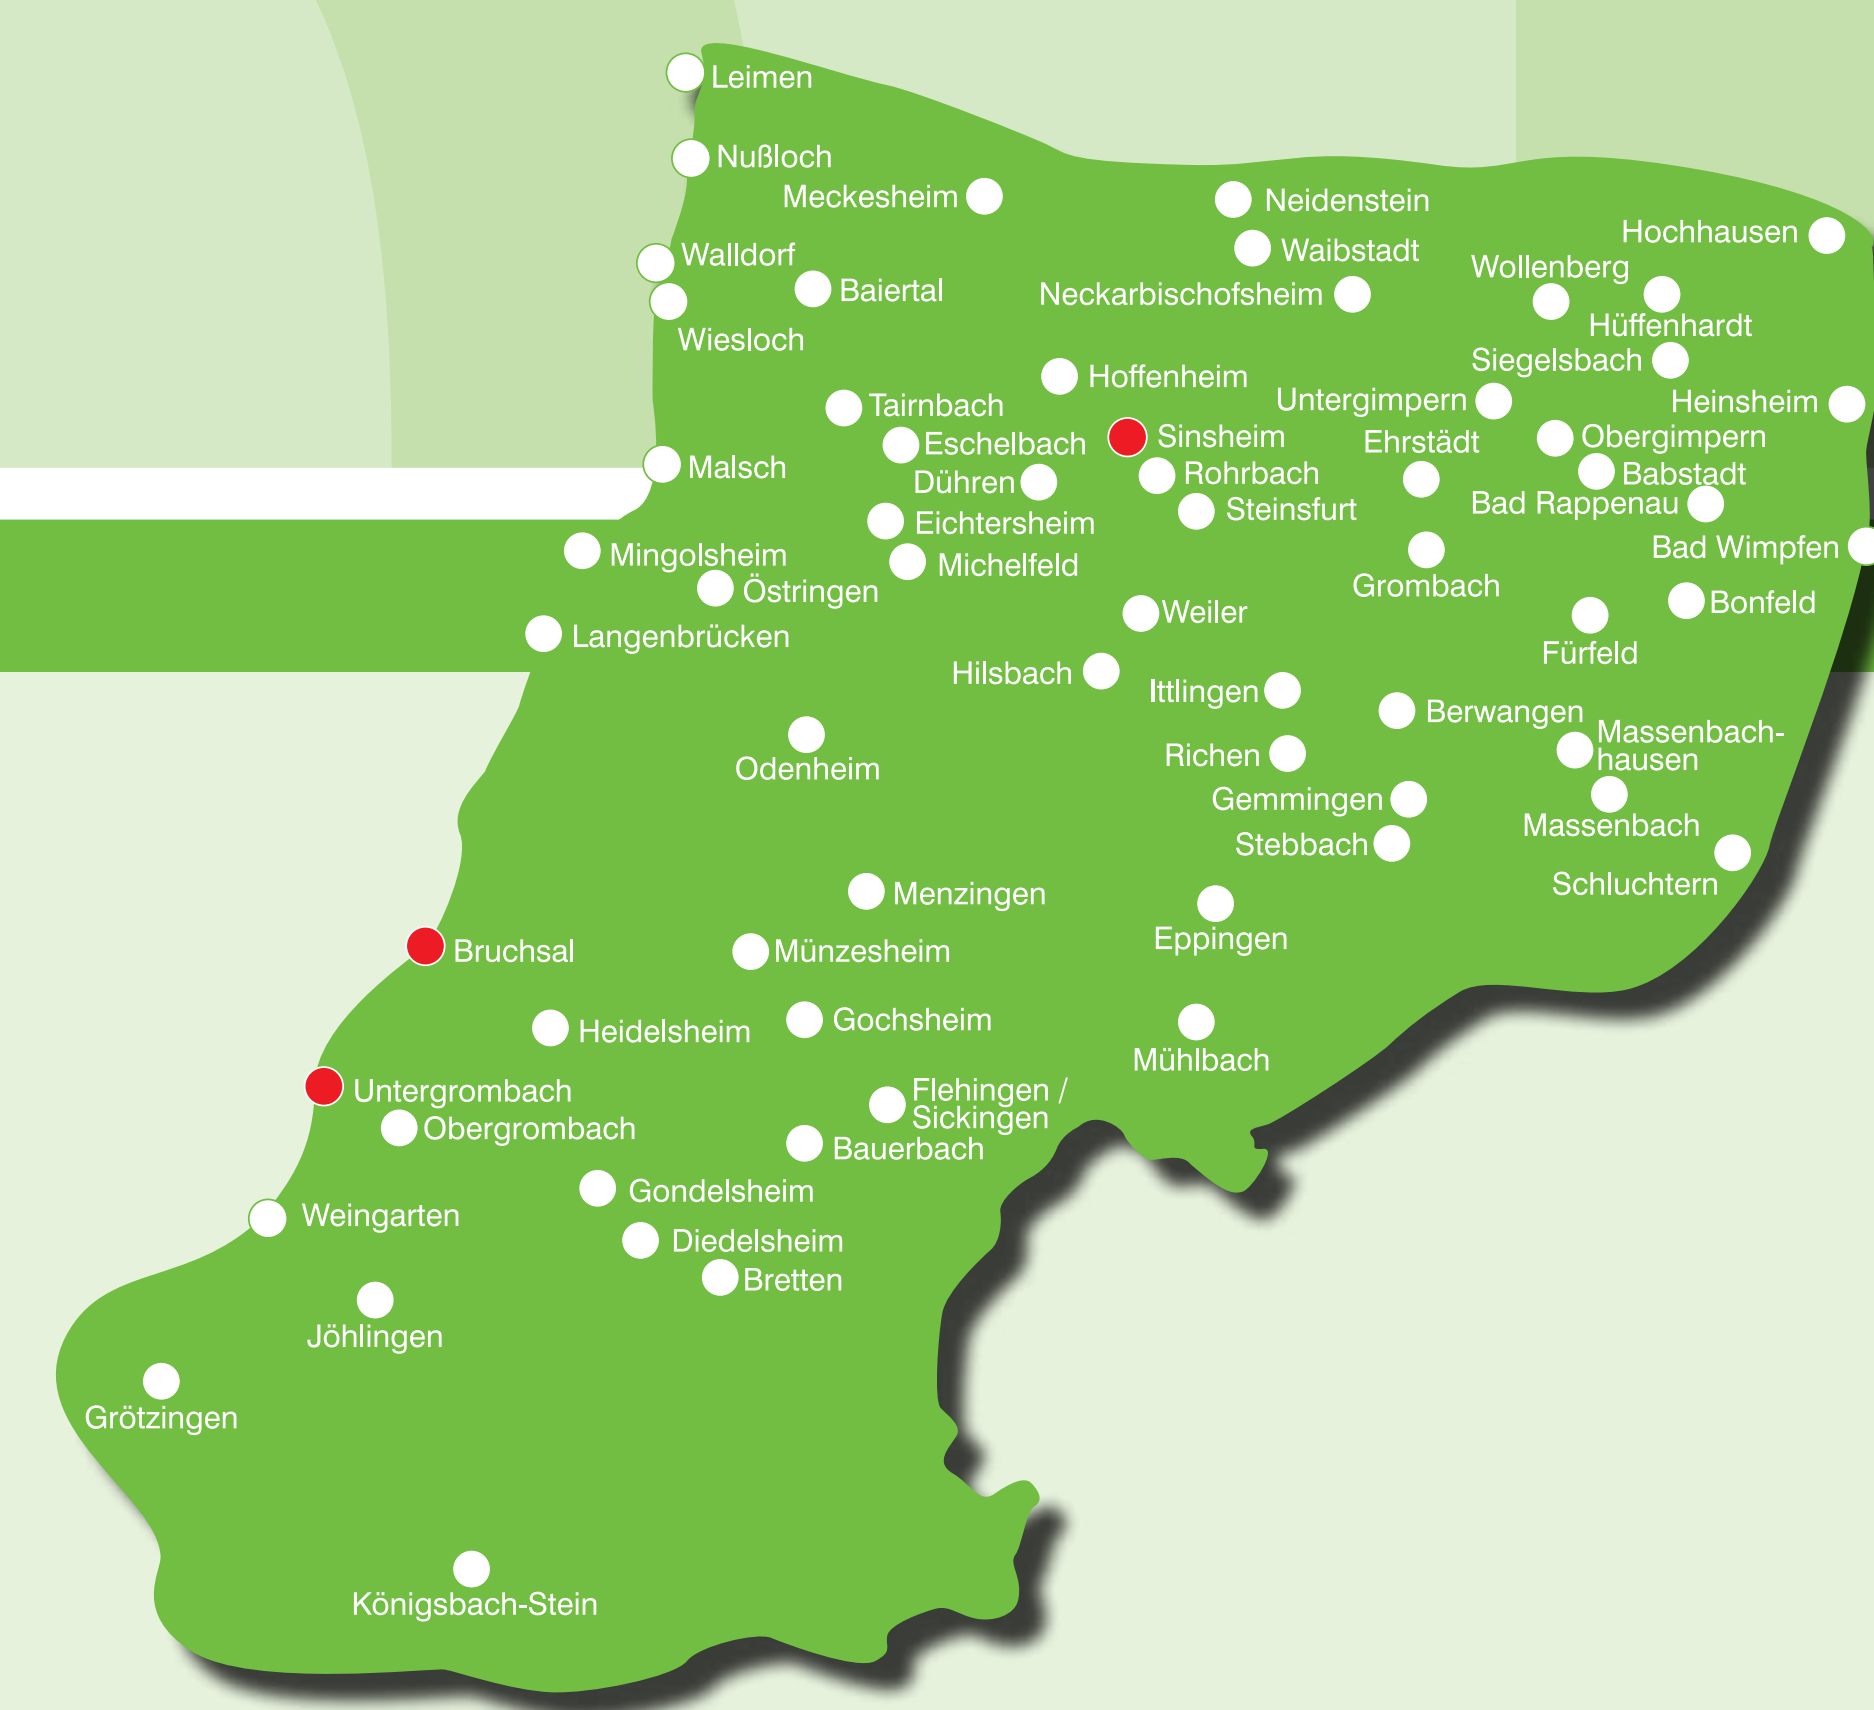 Leimen
Nußloch
Meckesheim
Neidenstein
Hochhausen
Walldorf
Waibstadt
Wollenberg
Baiertal
Neckarbischofsheim
Hüffenhardt
Wiesloch
Siegelsbach
Hoffenheim
Untergimpern
Heinsheim
Tairnbach
Sinsheim
Ehrstädt
Obergimpern
Eschelbach
Malsch
Rohrbach
Babstadt
Dühren
Bad Rappenau
Steinsfurt
Eichtersheim
Bad Wimpfen
Mingolsheim
Michelfeld
Grombach
Östringen
Bonfeld
Weiler
Langenbrücken
Fürfeld
Hilsbach
Ittlingen
Berwangen
Massenbach-
hausen
Richen
Odenheim
Gemmingen
Massenbach
Stebbach
Schluchtern
Menzingen
Eppingen
Bruchsal
Münzesheim
Gochsheim
Heidelsheim
Mühlbach
Flehingen /
Sickingen
Untergrombach
Obergrombach
Bauerbach
Gondelsheim
Weingarten
Diedelsheim
Bretten
Jöhlingen
Grötzingen
Königsbach-Stein